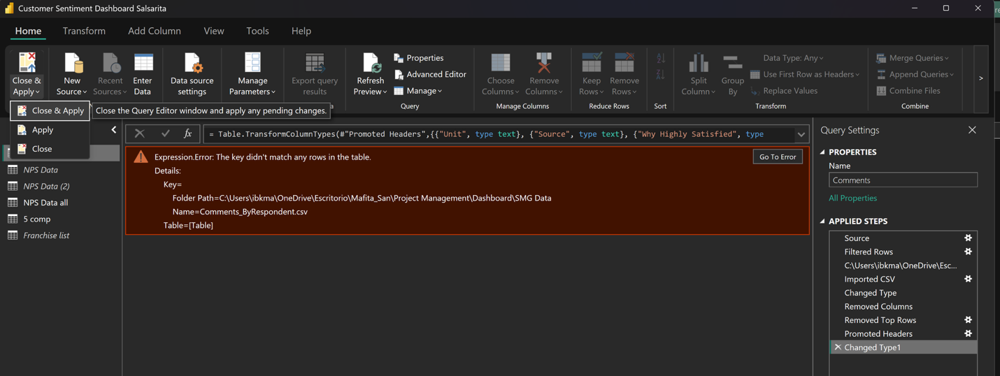 Customer Sentiment Dashboard Salsarita
Home Transform Add Column View Tools Help
Close & Apply
New Source
Recent Sources
Enter Data
Data source settings
Manage Parameters
Export query results
Refresh Preview
Properties
Advanced Editor
Manage
Query
Choose Columns
Remove Columns
Manage Columns
Keep Rows
Remove Rows
Reduce Rows
Sort
Split Column
Group By
Data Type: Any
Use First Row as Headers
Replace Values
Transform
Merge Queries
Append Queries
Combine Files
Combine
Close & Apply
Close the Query Editor window and apply any pending changes.
Apply
Close
NPS Data
NPS Data (2)
NPS Data all
5 comp
Franchise list
fx
= Table.TransformColumnTypes(#"Promoted Headers",{{"Unit", type text}, {"Source", type text}, {"Why Highly Satisfied", type
Expression.Error: The key didn't match any rows in the table.
Go To Error
Details:
Key=
Folder Path=C:\Users\ibkma\OneDrive\Escritorio\Mafita_San\Project Management\Dashboard\SMG Data
Name=Comments_ByRespondent.csv
Table=[Table]
Query Settings
PROPERTIES
Name
Comments
All Properties
APPLIED STEPS
Source
Filtered Rows
C:\Users\ibkma\OneDrive\Esc...
Imported CSV
Changed Type
Removed Columns
Removed Top Rows
Promoted Headers
Changed Type1